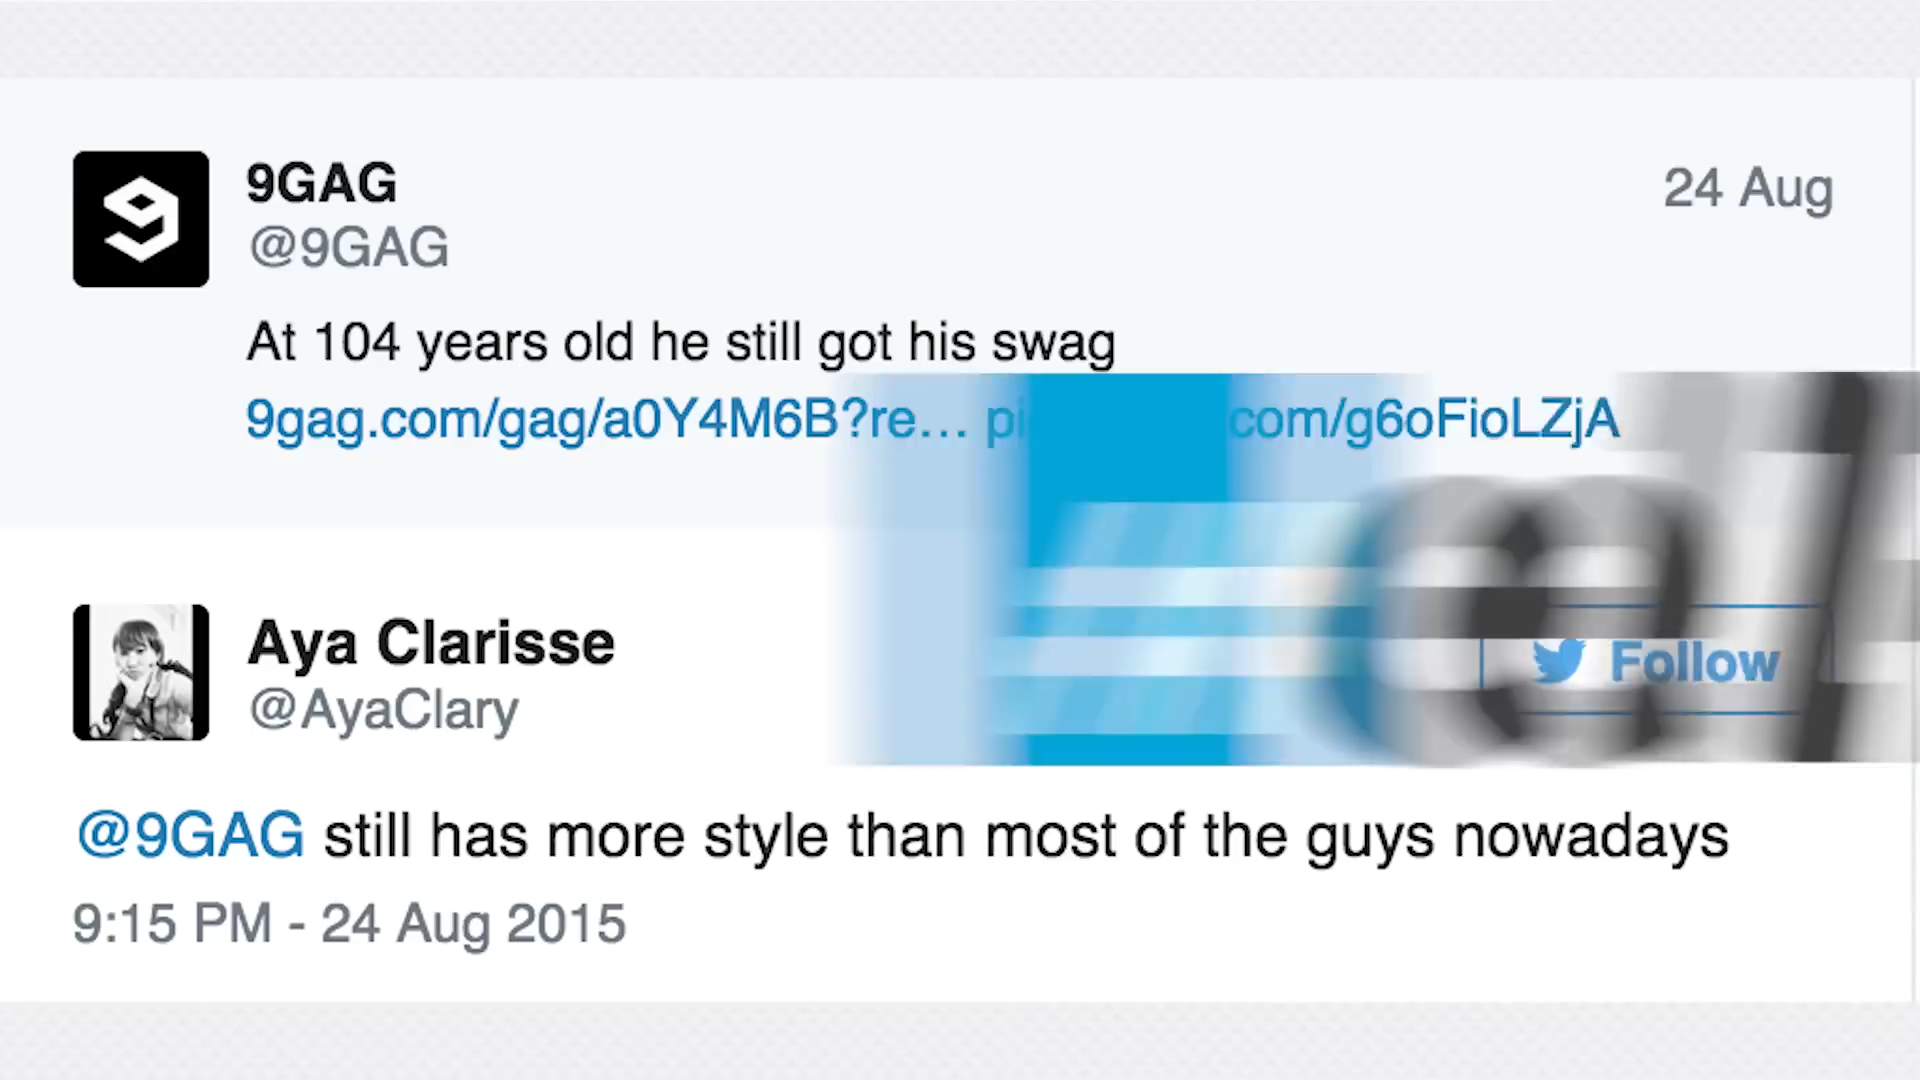 9GAG
24 Aug
@9GAG
At 104 years old he still got his swag
9gag.com/gag/a0Y4M6B?re… com/g6oFioLZjA
Aya Clarisse
@AyaClary
Follow
@9GAG still has more style than most of the guys nowadays
9:15 PM - 24 Aug 2015